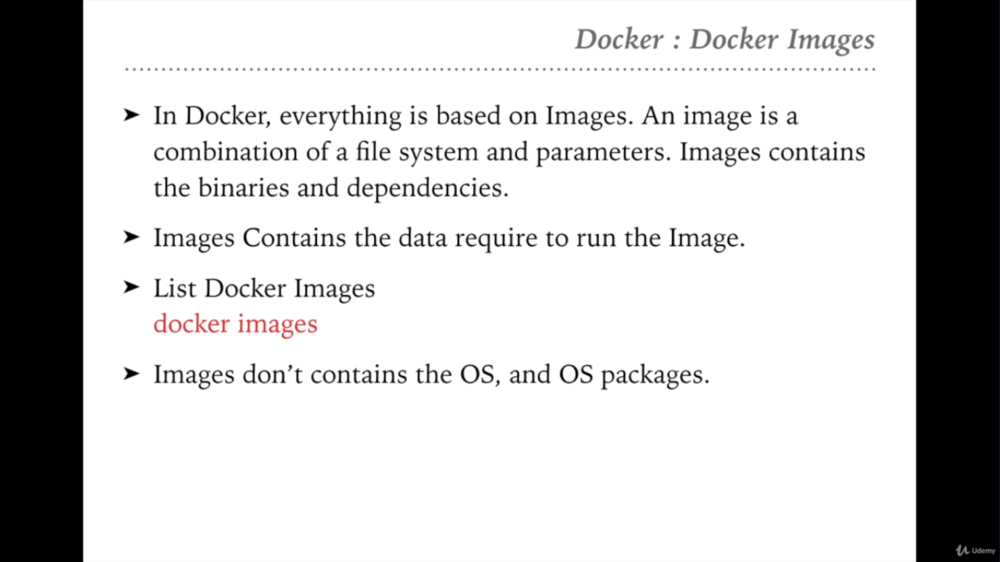 Docker : Docker Images
➤ In Docker, everything is based on Images. An image is a
combination of a file system and parameters. Images contains
the binaries and dependencies.
➤ Images Contains the data require to run the Image.
➤ List Docker Images
docker images
➤ Images don’t contains the OS, and OS packages.
Udemy